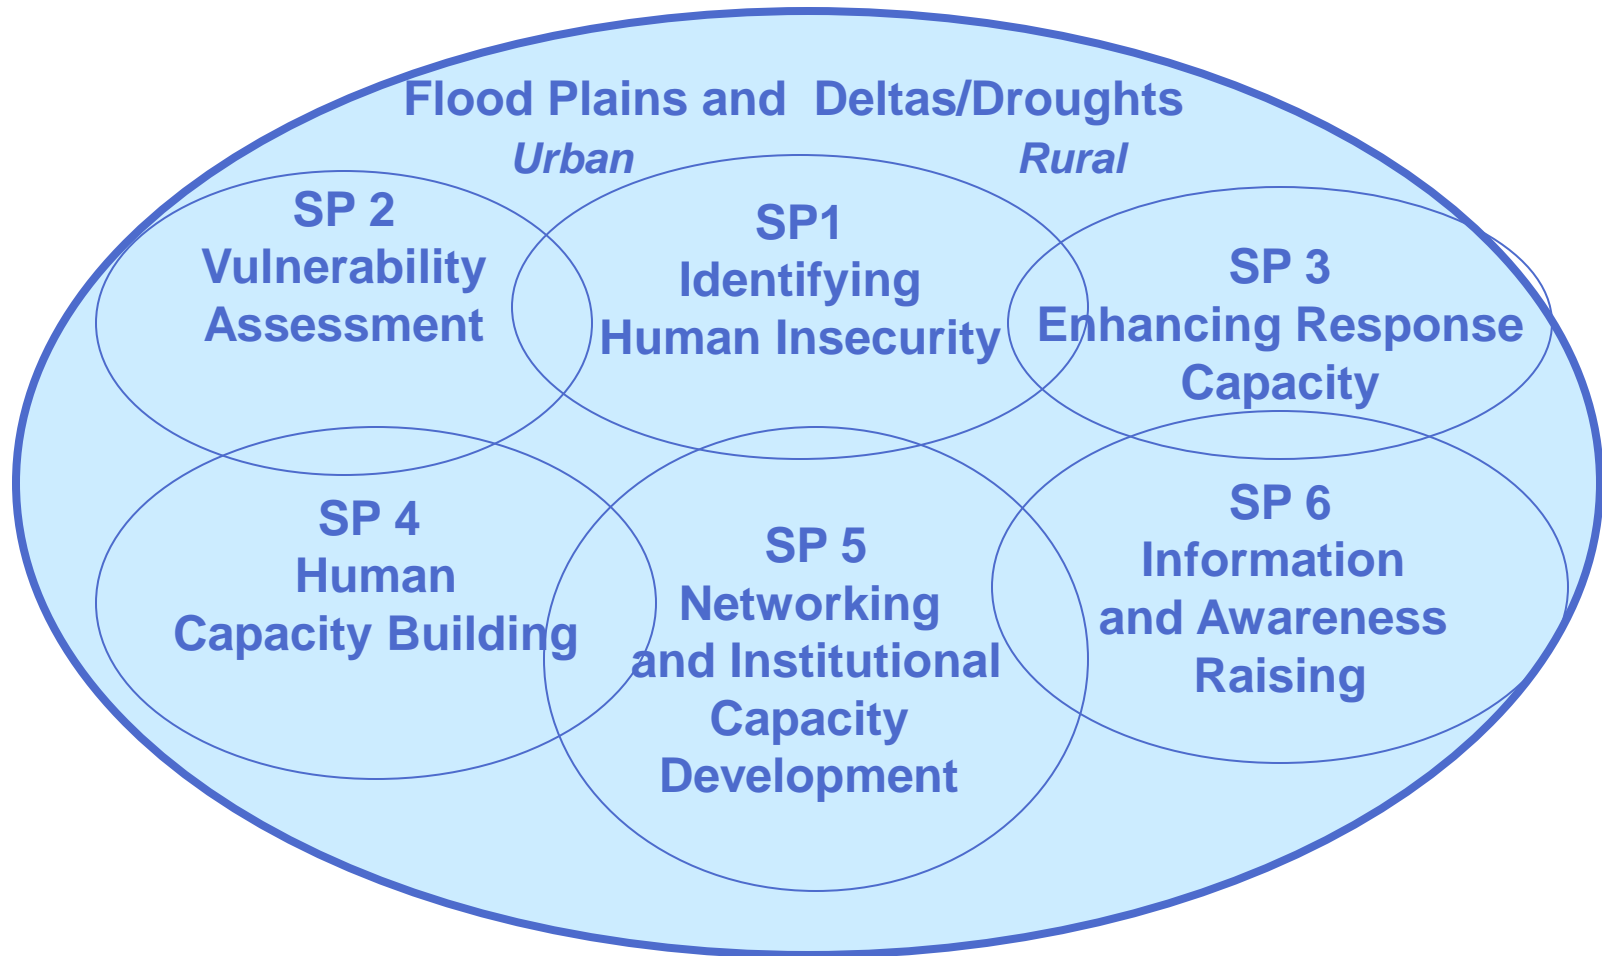 Flood Plains and Deltas/Droughts
Urban
Rural
SP 2
Vulnerability
Assessment
SP1
Identifying
Human Insecurity
SP 3
Enhancing Response
Capacity
SP 4
Human
Capacity Building
SP 5
Networking
and Institutional
Capacity
Development
SP 6
Information
and Awareness
Raising